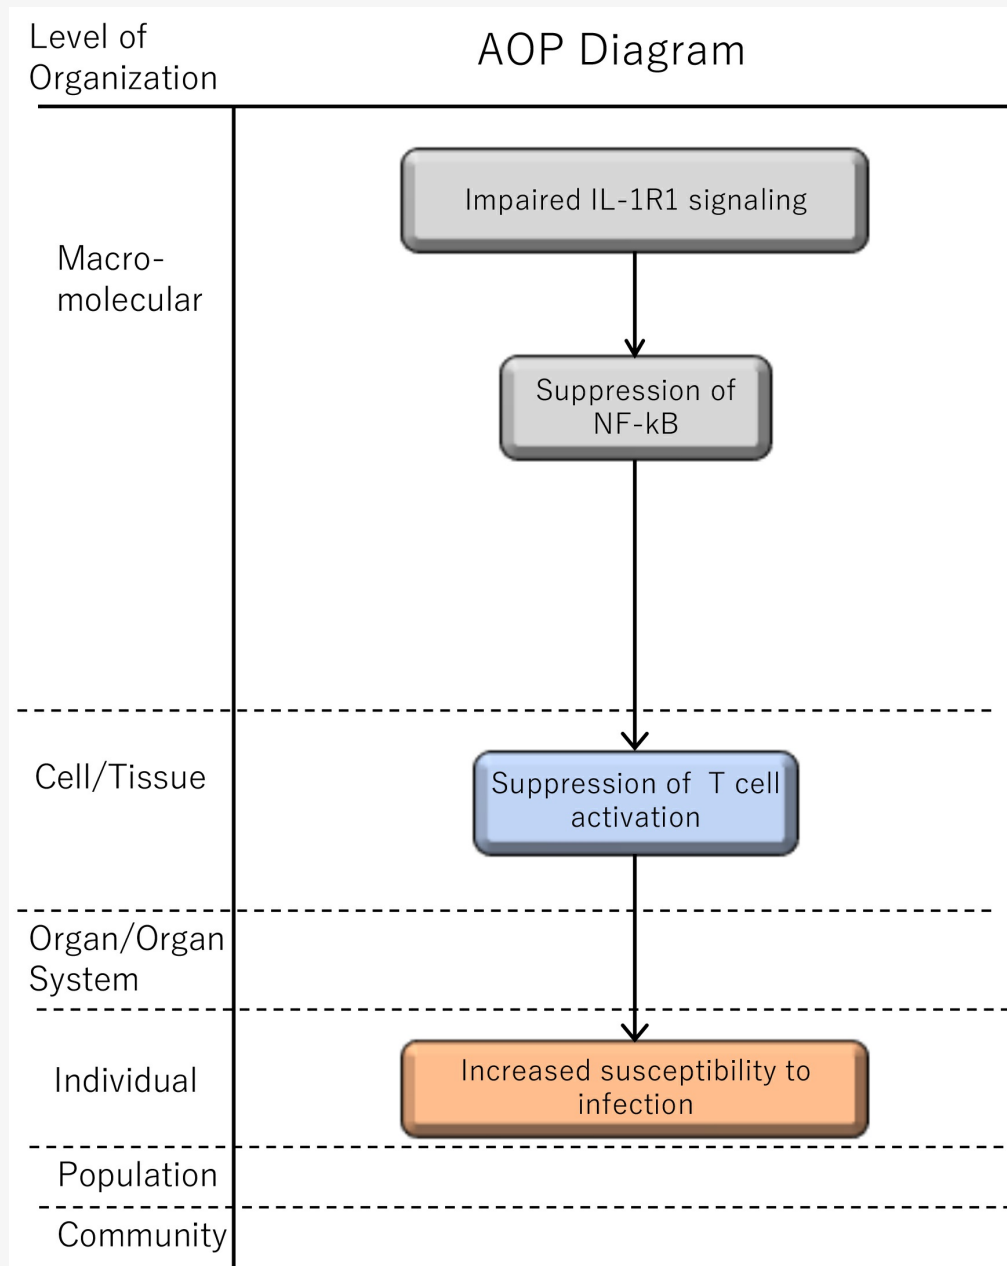 Level of
Organization
AOP Diagram
Impaired IL-1R1 signaling
Macro-
molecular
Suppression of
NF-kB
Cell/Tissue
Suppression of  T cell
activation
Organ/Organ
System
Individual
Increased susceptibility to
infection
Population
Community